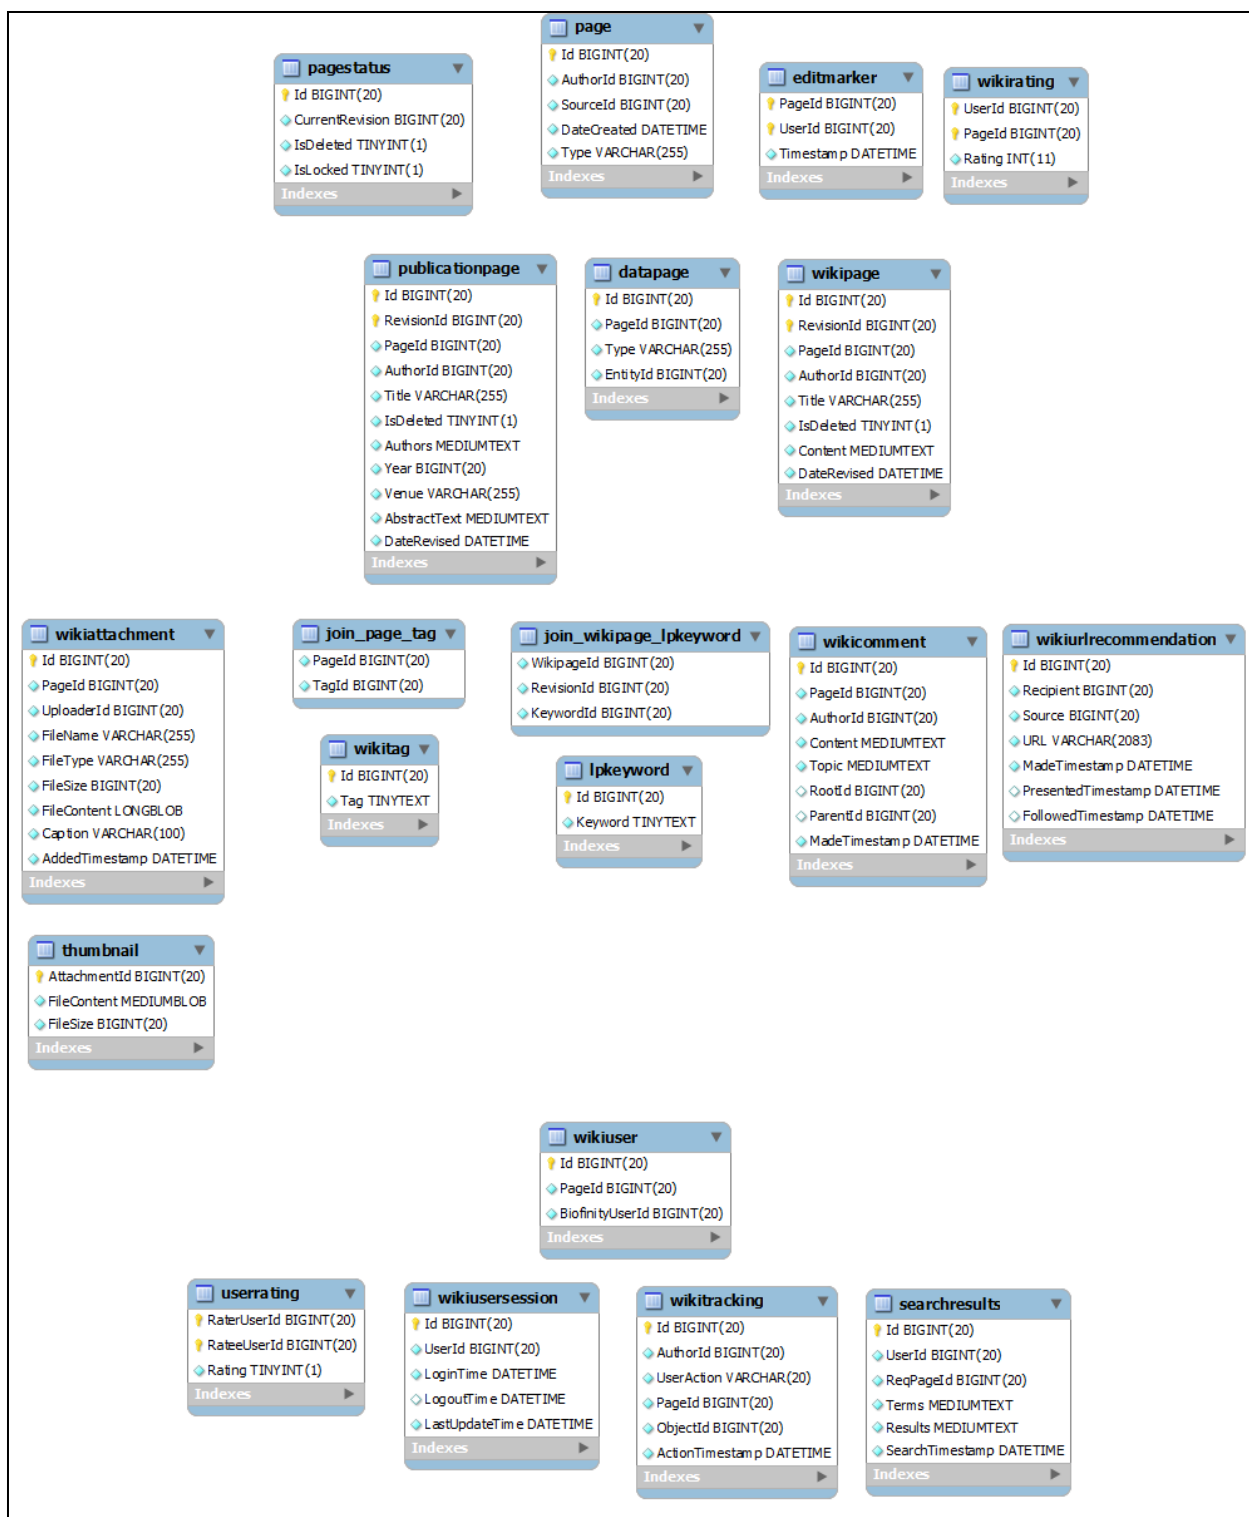 page
Id BIGINT(20)
AuthorId BIGINT(20)
SourceId BIGINT(20)
DateCreated DATETIME
Type VARCHAR(255)
Indexes
pagestatus
Id BIGINT(20)
CurrentRevision BIGINT(20)
IsDeleted TINYINT(1)
IsLocked TINYINT(1)
Indexes
editmarker
PageId BIGINT(20)
UserId BIGINT(20)
Timestamp DATETIME
Indexes
wikirating
UserId BIGINT(20)
PageId BIGINT(20)
Rating INT(11)
Indexes
publicationpage
Id BIGINT(20)
RevisionId BIGINT(20)
PageId BIGINT(20)
AuthorId BIGINT(20)
Title VARCHAR(255)
IsDeleted TINYINT(1)
Authors MEDIUMTEXT
Year BIGINT(20)
Venue VARCHAR(255)
AbstractText MEDIUMTEXT
DateRevised DATETIME
Indexes
datapage
Id BIGINT(20)
PageId BIGINT(20)
Type VARCHAR(255)
EntityId BIGINT(20)
Indexes
wikipage
Id BIGINT(20)
RevisionId BIGINT(20)
PageId BIGINT(20)
AuthorId BIGINT(20)
Title VARCHAR(255)
IsDeleted TINYINT(1)
Content MEDIUMTEXT
DateRevised DATETIME
Indexes
wikiattachment
Id BIGINT(20)
PageId BIGINT(20)
UploaderId BIGINT(20)
FileName VARCHAR(255)
FileType VARCHAR(255)
FileSize BIGINT(20)
FileContent LONGBLOB
Caption VARCHAR(100)
AddedTimestamp DATETIME
Indexes
join_page_tag
PageId BIGINT(20)
TagId BIGINT(20)
wikitag
Id BIGINT(20)
Tag TINYTEXT
Indexes
join_wikipage_lpkeyword
WikipageId BIGINT(20)
RevisionId BIGINT(20)
KeywordId BIGINT(20)
lpkeyword
Id BIGINT(20)
Keyword TINYTEXT
Indexes
wikicomment
Id BIGINT(20)
PageId BIGINT(20)
AuthorId BIGINT(20)
Content MEDIUMTEXT
Topic MEDIUMTEXT
RootId BIGINT(20)
ParentId BIGINT(20)
MadeTimestamp DATETIME
Indexes
wikiurlrecommendation
Id BIGINT(20)
Recipient BIGINT(20)
Source BIGINT(20)
URL VARCHAR(2083)
MadeTimestamp DATETIME
PresentedTimestamp DATETIME
FollowedTimestamp DATETIME
Indexes
thumbnail
AttachmentId BIGINT(20)
FileContent MEDIUMBLOB
FileSize BIGINT(20)
Indexes
wikiuser
Id BIGINT(20)
PageId BIGINT(20)
BiofinityUserId BIGINT(20)
Indexes
userrating
RaterUserId BIGINT(20)
RateeUserId BIGINT(20)
Rating TINYINT(1)
Indexes
wikiusersession
Id BIGINT(20)
UserId BIGINT(20)
LoginTime DATETIME
LogoutTime DATETIME
LastUpdateTime DATETIME
Indexes
wikitracking
Id BIGINT(20)
AuthorId BIGINT(20)
UserAction VARCHAR(20)
PageId BIGINT(20)
ObjectId BIGINT(20)
ActionTimestamp DATETIME
Indexes
searchresults
Id BIGINT(20)
UserId BIGINT(20)
ReqPageId BIGINT(20)
Terms MEDIUMTEXT
Results MEDIUMTEXT
SearchTimestamp DATETIME
Indexes